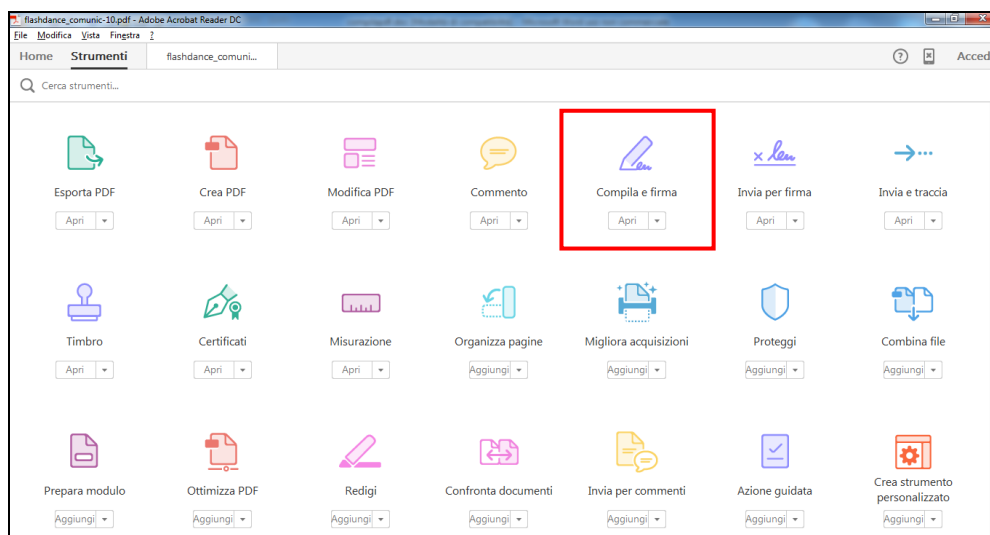 flashdance_comunic-10.pdf - Adobe Acrobat Reader DC
File Modifica Vista Finestra ?
Home Strumenti flashdance_comuni... Acced
Cerca strumenti...
Esporta PDF Crea PDF Modifica PDF Commento Compila e firma Invia per firma Invia e traccia
Apri Apri Apri Apri Apri Apri Apri
Timbro Certificati Misurazione Organizza pagine Migliora acquisizioni Proteggi Combina file
Apri Apri Apri Aggiungi Aggiungi Aggiungi Aggiungi
Prepara modulo Ottimizza PDF Redigi Confronta documenti Invia per commenti Azione guidata Crea strumento
personalizzato
Aggiungi Aggiungi Aggiungi Aggiungi Aggiungi Aggiungi Aggiungi